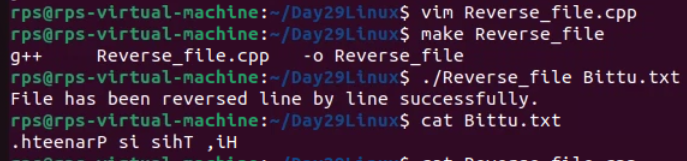 rps@rps-virtual-machine:~/Day29Linux$ vim Reverse_file.cpp
rps@rps-virtual-machine:~/Day29Linux$ make Reverse_file
g++     Reverse_file.cpp   -o Reverse_file
rps@rps-virtual-machine:~/Day29Linux$ ./Reverse_file Bittu.txt
File has been reversed line by line successfully.
rps@rps-virtual-machine:~/Day29Linux$ cat Bittu.txt
.hteenarP si sihT ,iH